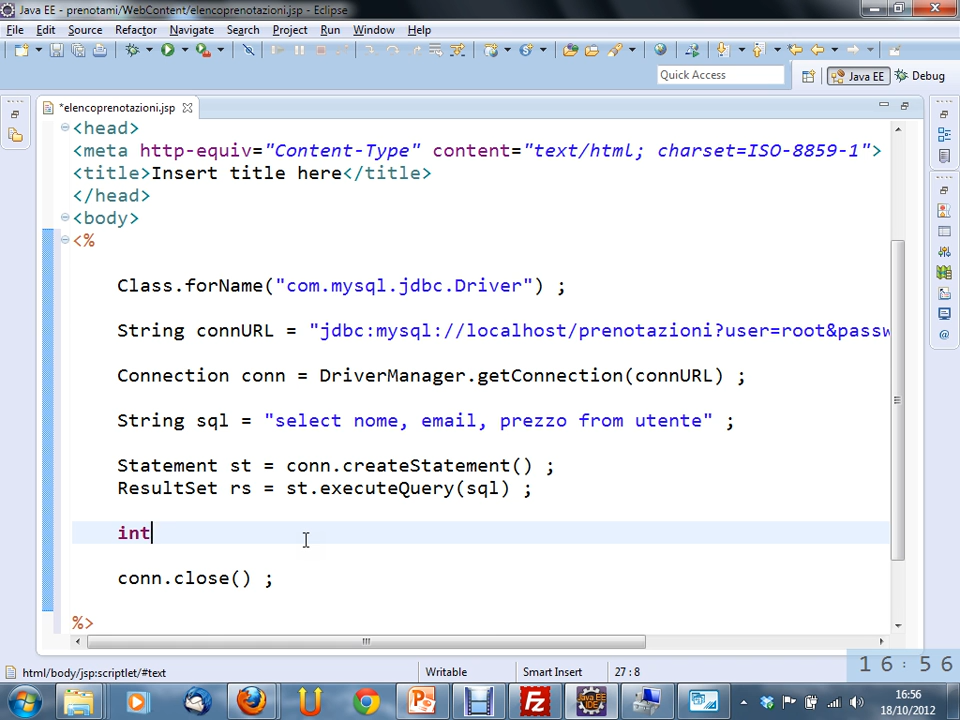 Java EE - prenotami/WebContent/elencoprenotazioni.jsp - Eclipse
File Edit Source Refactor Navigate Search Project Run Window Help
Quick Access
Java EE
Debug
*elencoprenotazioni.jsp
<head>
<meta http-equiv="Content-Type" content="text/html; charset=ISO-8859-1">
<title>Insert title here</title>
</head>
<body>
<%
Class.forName("com.mysql.jdbc.Driver") ;
String connURL = "jdbc:mysql://localhost/prenotazioni?user=root&passw
Connection conn = DriverManager.getConnection(connURL) ;
String sql = "select nome, email, prezzo from utente" ;
Statement st = conn.createStatement() ;
ResultSet rs = st.executeQuery(sql) ;
int
conn.close() ;
%>
html/body/jsp:scriptlet/#text
Writable
Smart Insert
27 : 8
16:56
16:56
18/10/2012